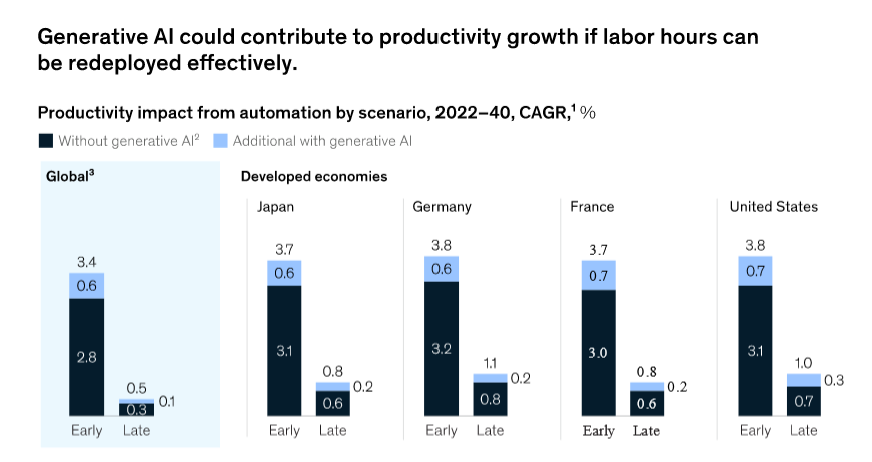 Generative AI could contribute to productivity growth if labor hours can
be redeployed effectively.
Productivity impact from automation by scenario, 2022–40, CAGR,¹ %
Without generative AI² Additional with generative AI
Global³
Developed economies
Japan
Germany
France
United States
3.4
0.6
2.8
0.5
0.1
0.3
Early Late
3.7
0.6
3.1
0.8
0.2
0.6
Early Late
3.8
0.6
3.2
1.1
0.2
0.8
Early Late
3.7
0.7
3.0
0.8
0.2
0.6
Early Late
3.8
0.7
3.1
1.0
0.3
0.7
Early Late